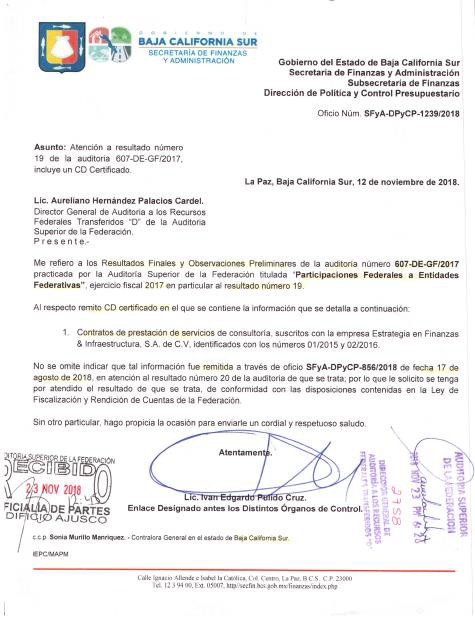 GOBIERNO DE
BAJA CALIFORNIA SUR
SECRETARÍA DE FINANZAS
Y ADMINISTRACIÓN
Gobierno del Estado de Baja California Sur
Secretaria de Finanzas y Administración
Subsecretaria de Finanzas
Dirección de Política y Control Presupuestario
Oficio Núm. SFyA-DPyCP-1239/2018
Asunto: Atención a resultado número
19 de la auditoria 607-DE-GF/2017,
incluye un CD Certificado.
La Paz, Baja California Sur, 12 de noviembre de 2018.
Lic. Aureliano Hernández Palacios Cardel.
Director General de Auditoria a los Recursos
Federales Transferidos “D” de la Auditoria
Superior de la Federación.
P r e s e n t e.-
Me refiero a los Resultados Finales y Observaciones Preliminares de la auditoría número 607-DE-GF/2017
practicada por la Auditoría Superior de la Federación titulada “Participaciones Federales a Entidades
Federativas”, ejercicio fiscal 2017 en particular al resultado número 19.
Al respecto remito CD certificado en el que se contiene la información que se detalla a continuación:
1. Contratos de prestación de servicios de consultoría, suscritos con la empresa Estrategia en Finanzas
& Infraestructura, S.A. de C.V. identificados con los números 01/2015 y 02/2016.
No se omite indicar que tal información fue remitida a través de oficio SFyA-DPyCP-856/2018 de fecha 17 de
agosto de 2018, en atención al resultado número 20 de la auditoria de que se trata; por lo que le solicito se tenga
por atendido el resultado de que se trata, de conformidad con las disposiciones contenidas en la Ley de
Fiscalización y Rendición de Cuentas de la Federación.
Sin otro particular, hago propicia la ocasión para enviarle un cordial y respetuoso saludo.
Atentamente.
DITORIA SUPERIOR DE LA FEDERACIÓN
RECIBIDO
23 NOV 2018
FICIALIA DE PARTES
DIFICIO AJUSCO
DIRECCION GENERAL DE
AUDITORIA A LOS RECURSOS
FEDERALES TRANSFERIDOS "D"
2758
2018 NOV 23 PM 6 28
AUDITORIA SUPERIOR
DE LA FEDERACION
Lic. Ivan Edgardo Pulido Cruz.
Enlace Designado antes los Distintos Órganos de Control.
c.c.p Sonia Murillo Manriquez. - Contralora General en el estado de Baja California Sur.
IEPC/MAPM
Calle Ignacio Allende e Isabel la Católica, Col. Centro, La Paz, B.C.S. C.P. 23000
Tel. 12 3 94 00, Ext. 05007, http//secfin.bcs.gob.mx/finanzas/index.php